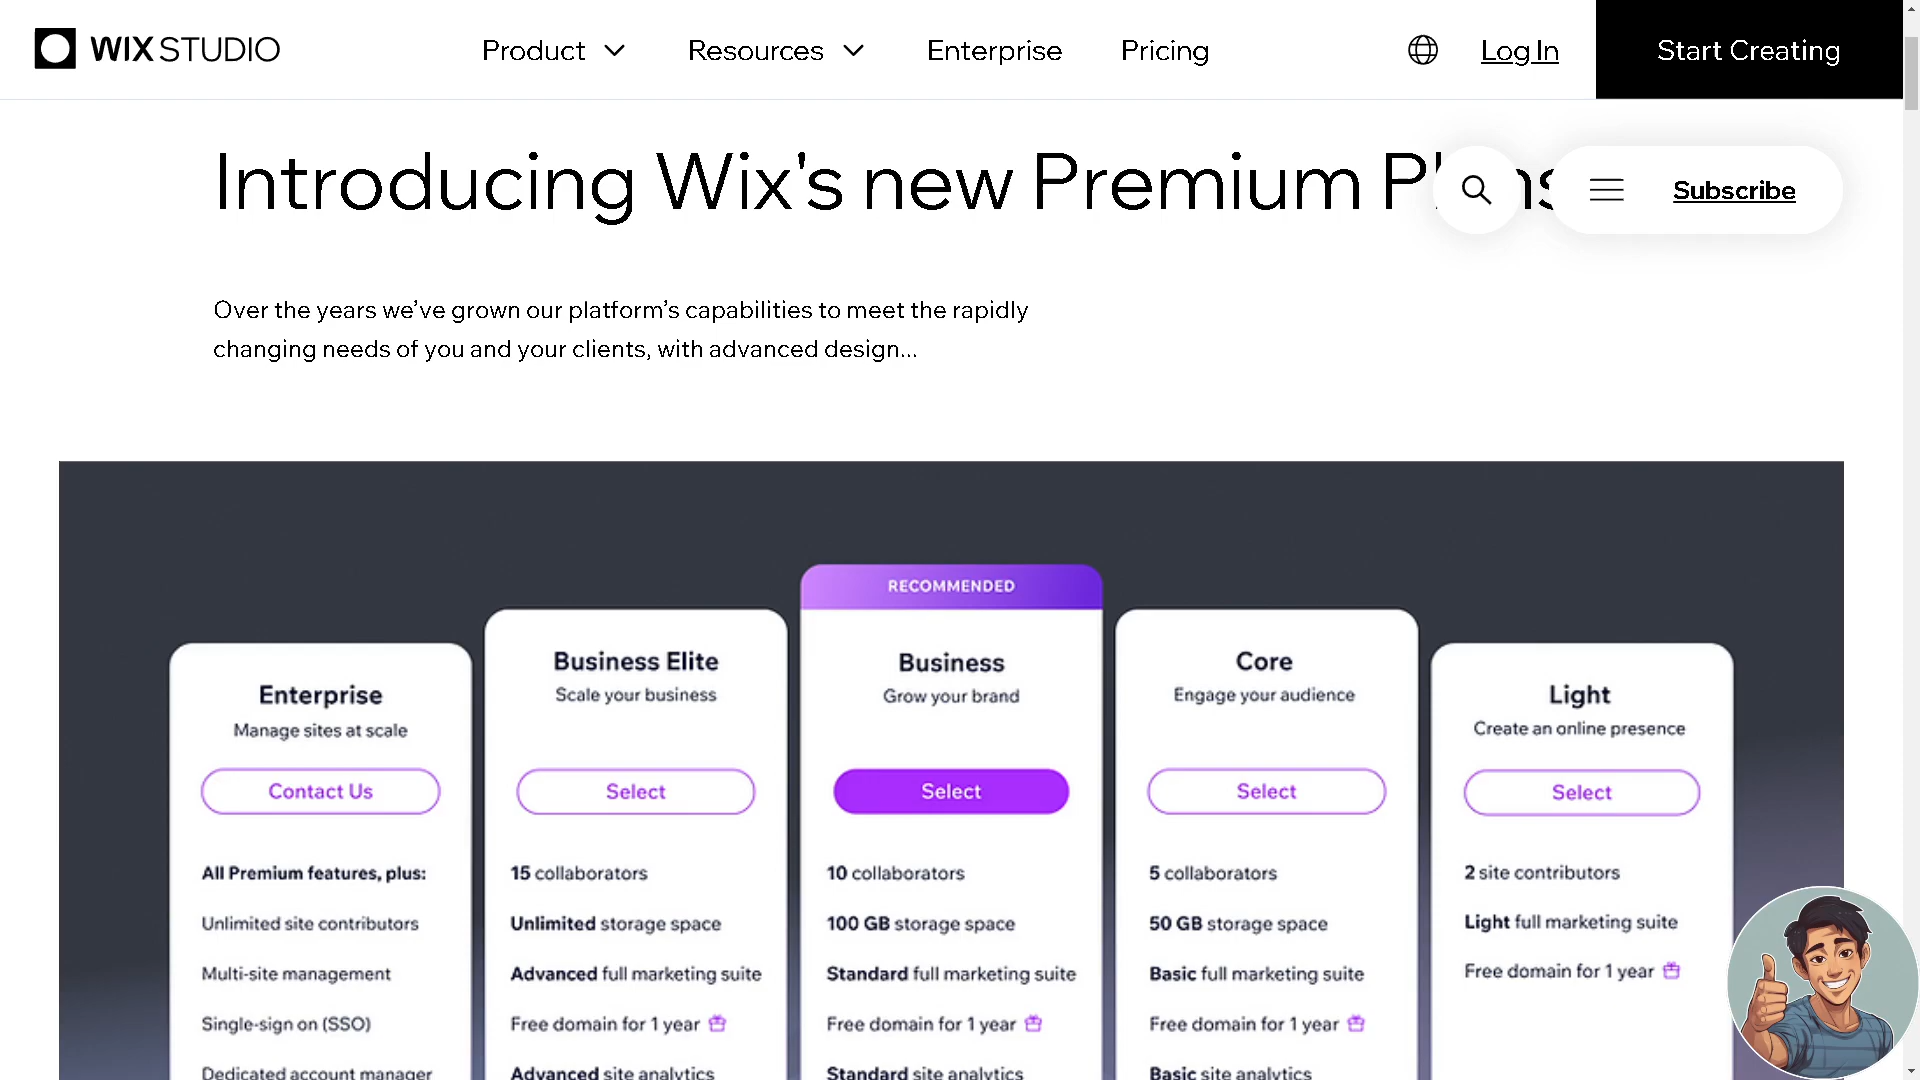 WIX STUDIO
Product
Resources
Enterprise
Pricing
Log In
Start Creating
Introducing Wix's new Premium
Subscribe
Over the years we’ve grown our platform’s capabilities to meet the rapidly
changing needs of you and your clients, with advanced design...
Enterprise
Manage sites at scale
Contact Us
All Premium features, plus:
Unlimited site contributors
Multi-site management
Single-sign on (SSO)
Dedicated account manager
Business Elite
Scale your business
Select
15 collaborators
Unlimited storage space
Advanced full marketing suite
Free domain for 1 year
Advanced site analytics
RECOMMENDED
Business
Grow your brand
Select
10 collaborators
100 GB storage space
Standard full marketing suite
Free domain for 1 year
Standard site analytics
Core
Engage your audience
Select
5 collaborators
50 GB storage space
Basic full marketing suite
Free domain for 1 year
Basic site analytics
Light
Create an online presence
Select
2 site contributors
Light full marketing suite
Free domain for 1 year